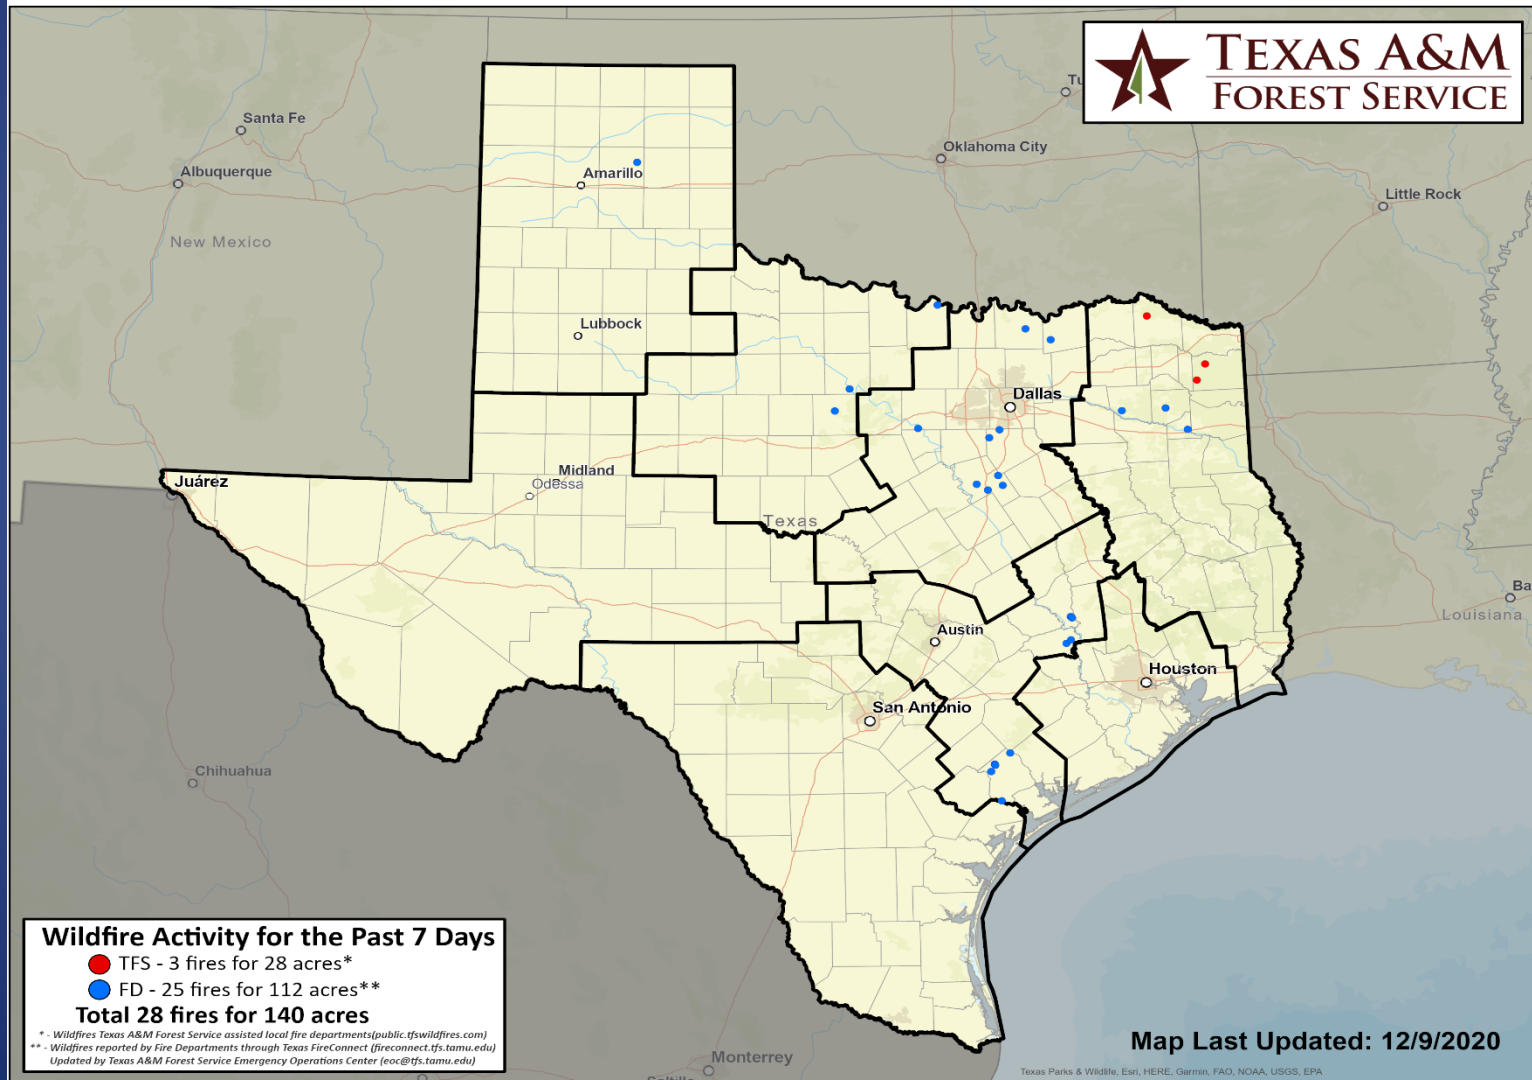 TEXAS A&M
FOREST SERVICE
Santa Fe
Oklahoma City
Albuquerque
Amarillo
Little Rock
New Mexico
Lubbock
Dallas
Midland
Odessa
Juárez
Texas
Louisiana
Austin
Houston
San Antonio
Chihuahua
Wildfire Activity for the Past 7 Days
TFS - 3 fires for 28 acres*
FD - 25 fires for 112 acres**
Total 28 fires for 140 acres
* - Wildfires Texas A&M Forest Service assisted local fire departments(public.tfswildfires.com)
** - Wildfires reported by Fire Departments through Texas FireConnect (fireconnect.tfs.tamu.edu)
Updated by Texas A&M Forest Service Emergency Operations Center (eoc@tfs.tamu.edu)
Monterrey
Map Last Updated: 12/9/2020
Texas Parks & Wildlife, Esri, HERE, Garmin, FAO, NOAA, USGS, EPA